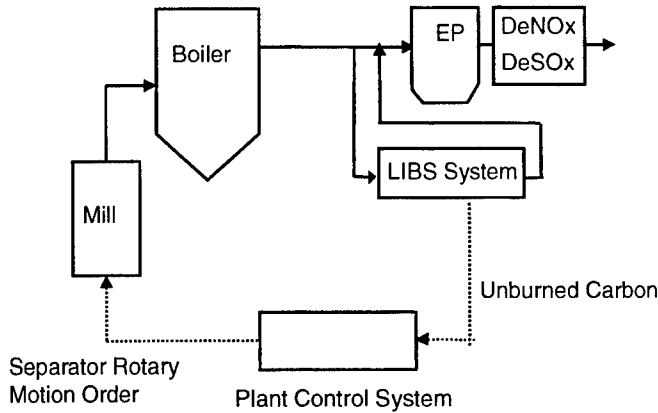 Boiler
EP
DeNOx
DeSOx
LIBS System
Mill
Unburned Carbon
Separator Rotary
Motion Order
Plant Control System